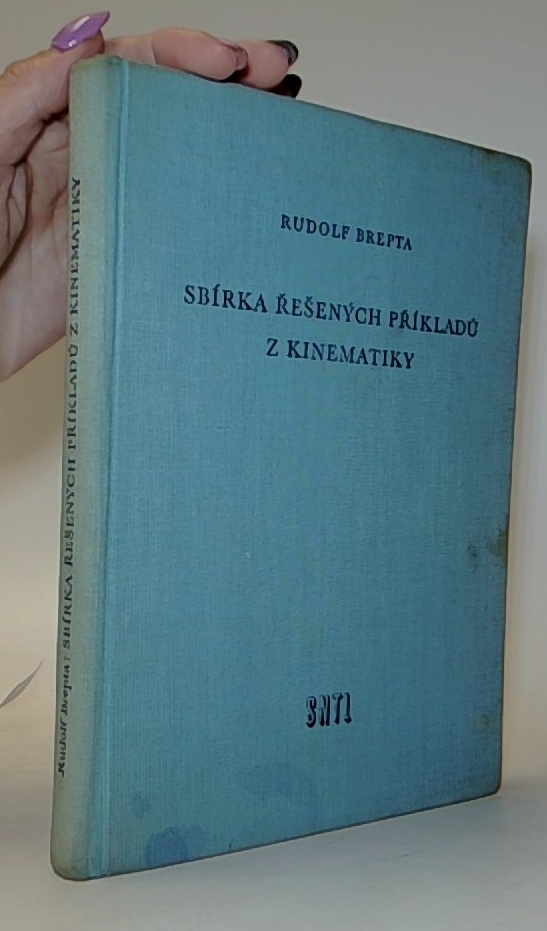 RUDOLF BREPTA
SBÍRKA ŘEŠENÝCH PŘÍKLADŮ
Z KINEMATIKY
SNTL
Rudolf Brepta: SBÍRKA ŘEŠENÝCH PŘÍKLADŮ Z KINEMATIKY